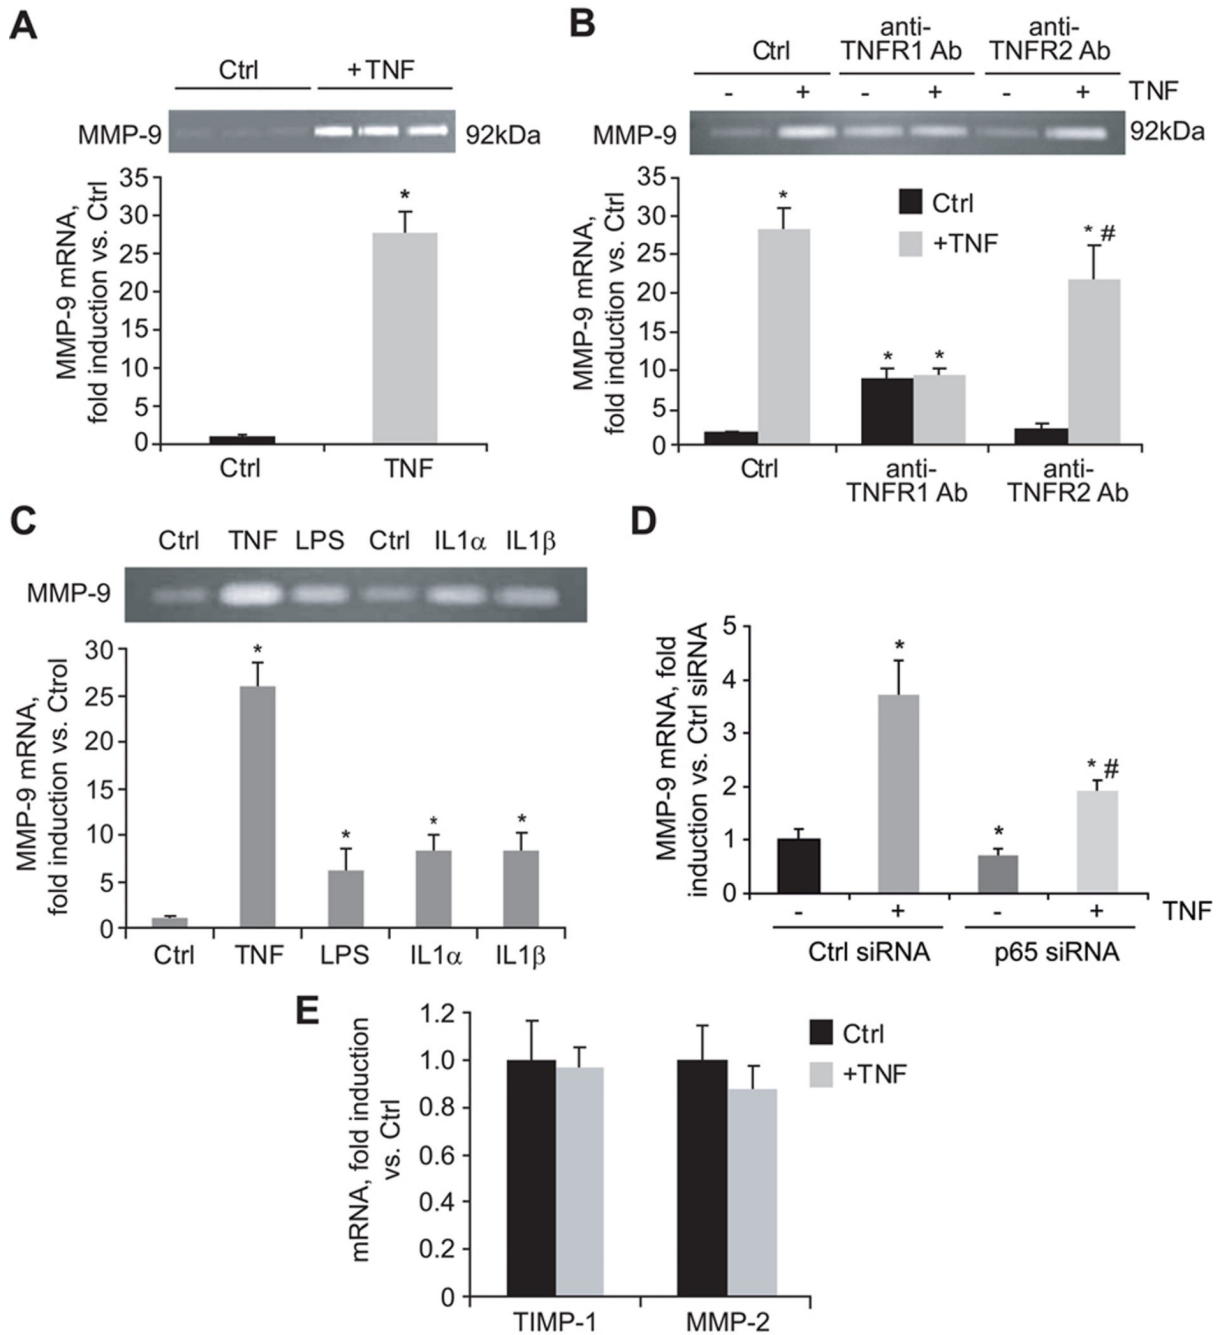 A
Ctrl
+TNF
MMP-9
92kDa
MMP-9 mRNA,
fold induction vs. Ctrl
35
30
25
20
15
10
5
0
*
Ctrl
TNF
B
Ctrl
anti-
TNFR1 Ab
anti-
TNFR2 Ab
- + - + - + TNF
MMP-9
92kDa
MMP-9 mRNA,
fold induction vs. Ctrl
35
30
25
20
15
10
5
0
Ctrl
+TNF
*
*
*
* #
Ctrl
anti-
TNFR1 Ab
anti-
TNFR2 Ab
C
Ctrl TNF LPS Ctrl IL1α IL1β
MMP-9
MMP-9 mRNA,
fold induction vs. Ctrol
30
25
20
15
10
5
0
*
*
*
*
Ctrl TNF LPS IL1α IL1β
D
MMP-9 mRNA, fold
induction vs. Ctrl siRNA
5
4
3
2
1
0
*
*
* #
- + - + TNF
Ctrl siRNA
p65 siRNA
E
mRNA, fold induction
vs. Ctrl
1.2
1.0
0.8
0.6
0.4
0.2
0
Ctrl
+TNF
TIMP-1
MMP-2